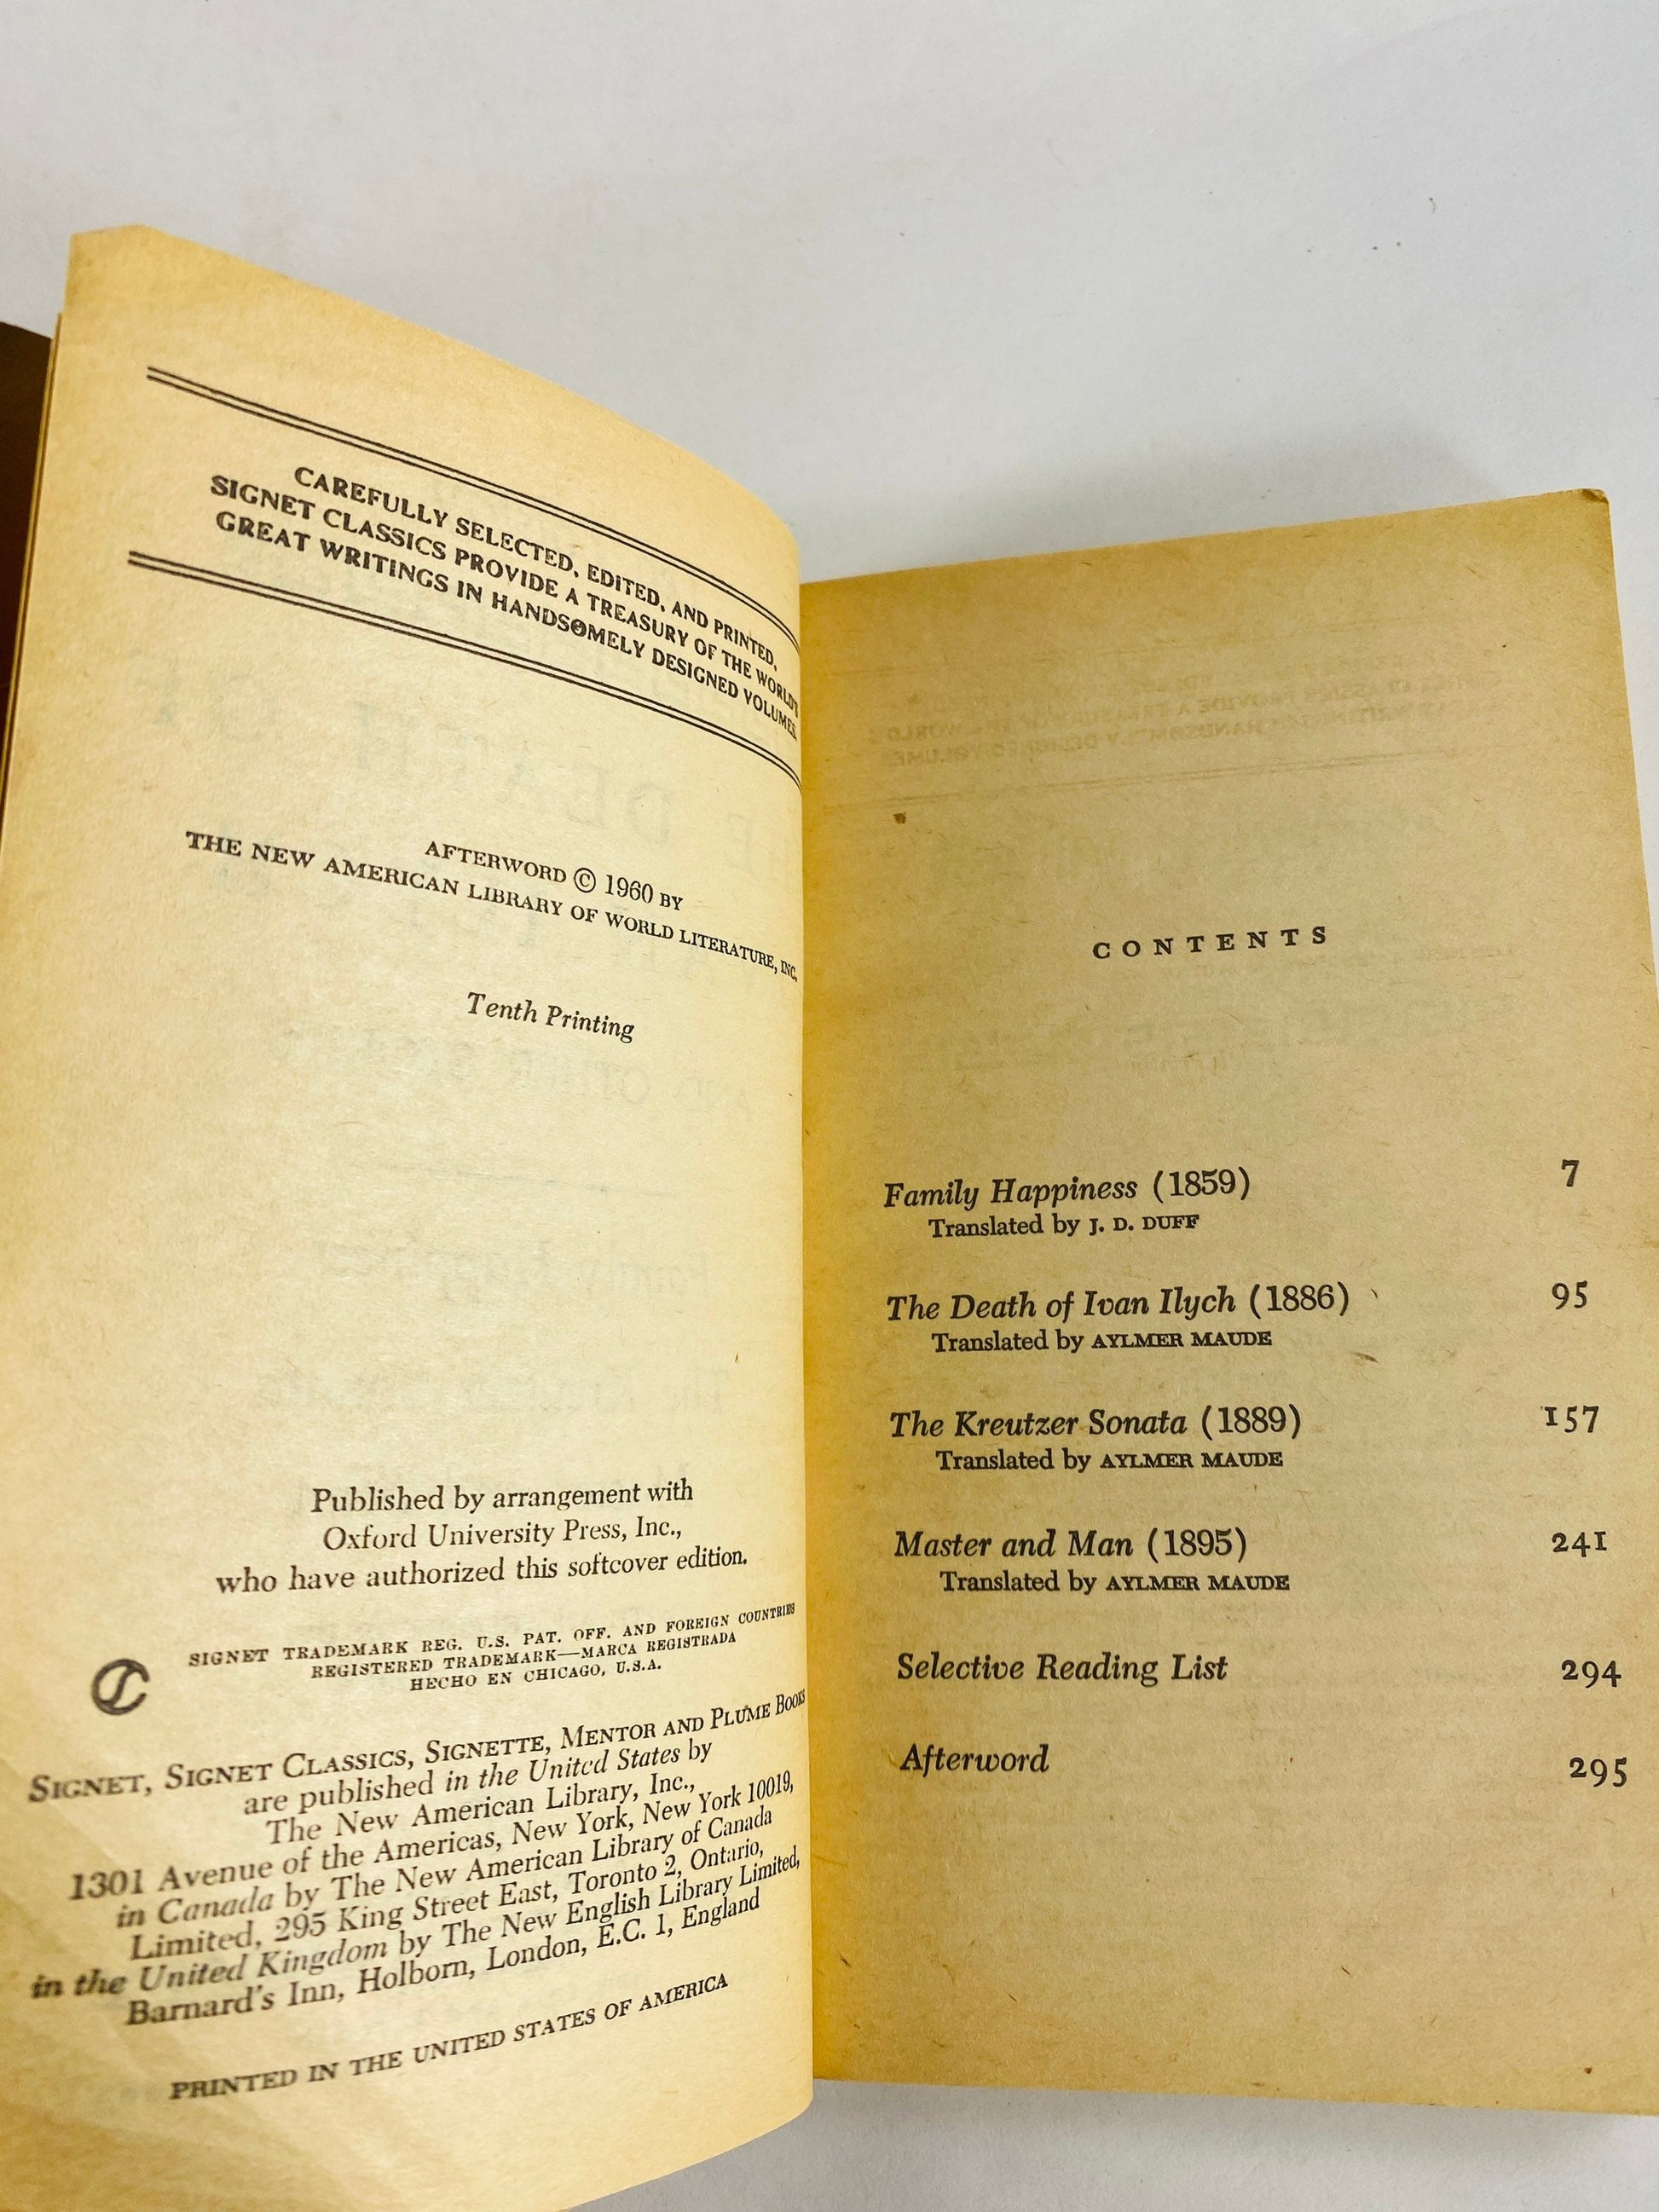 CAREFULLY SELECTED, EDITED, AND PRINTED,
SIGNET CLASSICS PROVIDE A TREASURY OF THE WORLD'S
GREAT WRITINGS IN HANDSOMELY DESIGNED VOLUMES.
AFTERWORD © 1960 BY
THE NEW AMERICAN LIBRARY OF WORLD LITERATURE, INC.
Tenth Printing
Published by arrangement with
Oxford University Press, Inc.,
who have authorized this softcover edition.
SIGNET TRADEMARK REG. U.S. PAT. OFF. AND FOREIGN COUNTRIES
REGISTERED TRADEMARK—MARCA REGISTRADA
HECHO EN CHICAGO, U.S.A.
SIGNET, SIGNET CLASSICS, SIGNETTE, MENTOR AND PLUME BOOKS
are published in the United States by
The New American Library, Inc.,
1301 Avenue of the Americas, New York, New York 10019,
in Canada by The New American Library of Canada
Limited, 295 King Street East, Toronto 2, Ontario,
in the United Kingdom by The New English Library Limited,
Barnard's Inn, Holborn, London, E.C. 1, England
PRINTED IN THE UNITED STATES OF AMERICA
CONTENTS
Family Happiness (1859) 7
Translated by J. D. DUFF
The Death of Ivan Ilych (1886) 95
Translated by AYLMER MAUDE
The Kreutzer Sonata (1889) 157
Translated by AYLMER MAUDE
Master and Man (1895) 241
Translated by AYLMER MAUDE
Selective Reading List 294
Afterword 295